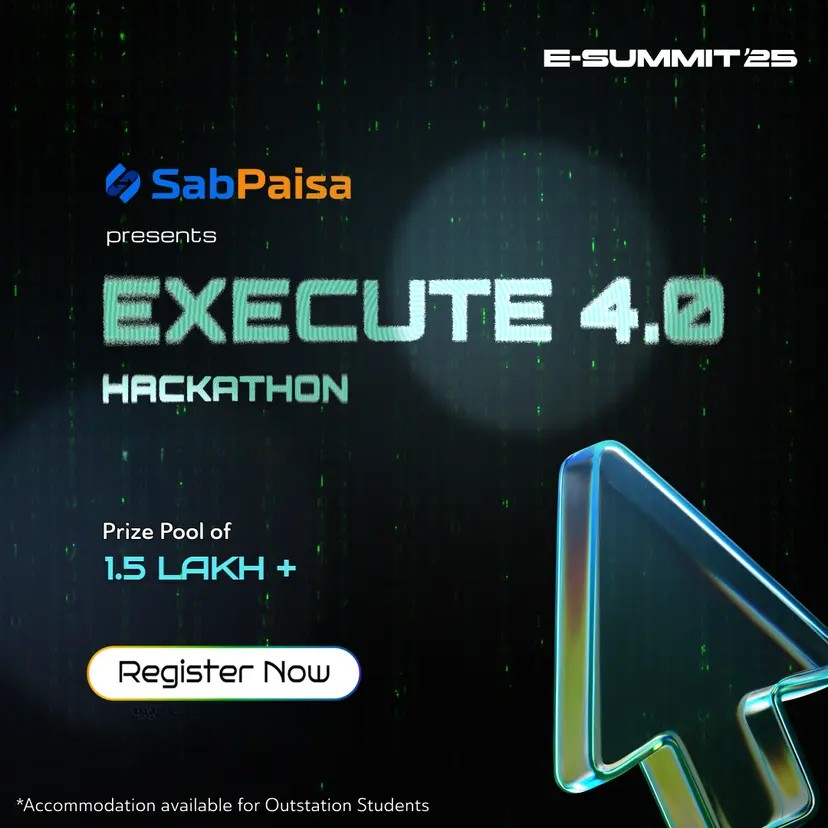 E-SUMMIT'25
SabPaisa
presents
EXECUTE 4.0
HACKATHON
Prize Pool of
1.5 LAKH +
Register Now
*Accommodation available for Outstation Students